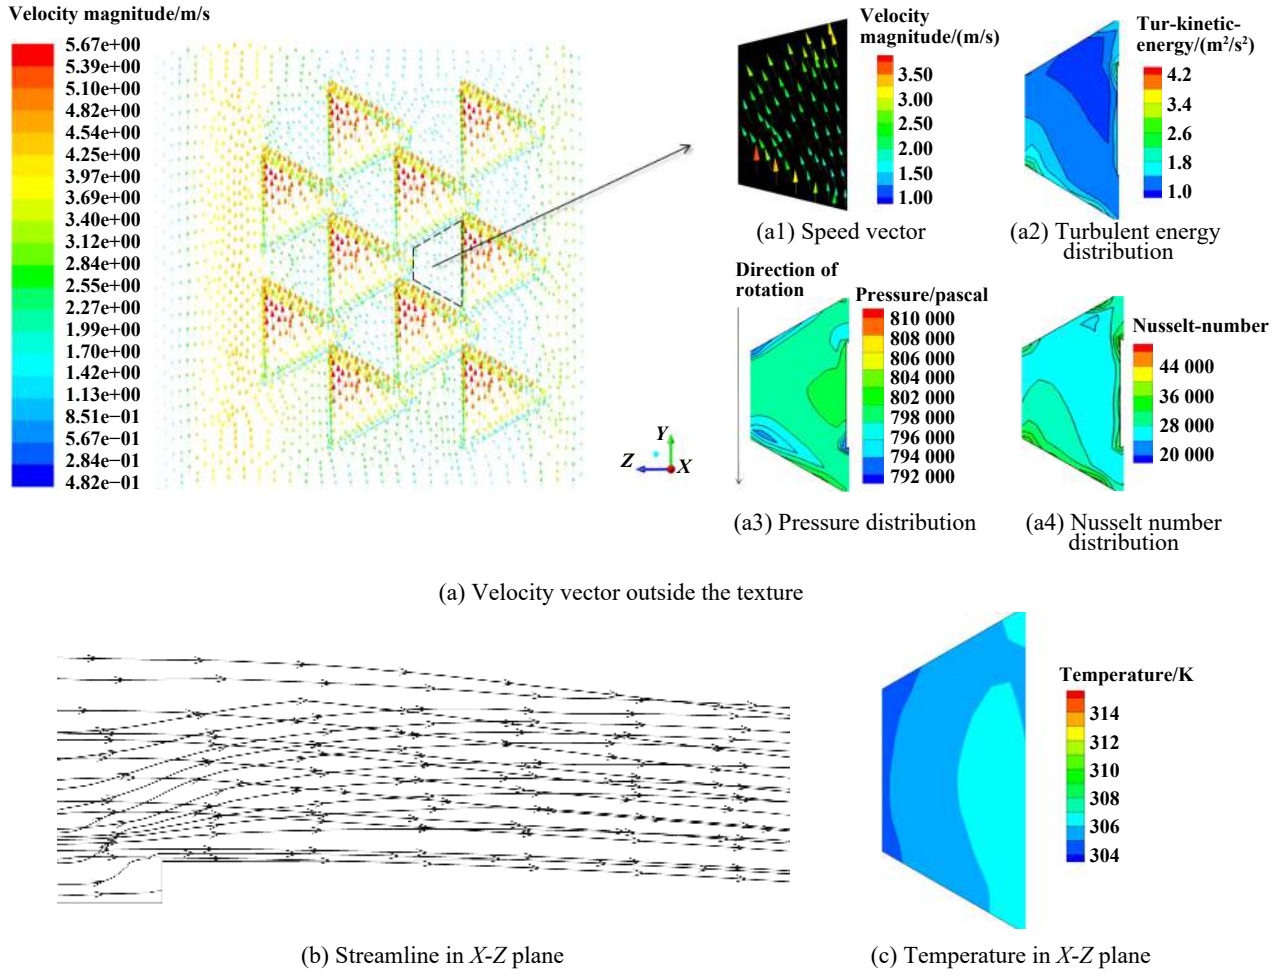 Velocity magnitude/m/s
5.67e+00
5.39e+00
5.10e+00
4.82e+00
4.54e+00
4.25e+00
4.97e+00
3.69e+00
3.40e+00
3.12e+00
2.84e+00
2.55e+00
2.27e+00
1.99e+00
1.70e+00
1.42e+00
1.13e+00
8.51e−01
5.67e−01
2.84e−01
4.82e−01
Velocity
magnitude/(m/s)
3.50
3.00
2.50
2.00
1.50
1.00
(a1) Speed vector
Tur-kinetic-
energy/(m²/s²)
4.2
3.4
2.6
1.8
1.0
(a2) Turbulent energy
distribution
Direction of
rotation
Pressure/pascal
810 000
808 000
806 000
804 000
802 000
798 000
796 000
794 000
792 000
(a3) Pressure distribution
Nusselt-number
44 000
36 000
28 000
20 000
(a4) Nusselt number
distribution
Y
Z
X
(a) Velocity vector outside the texture
(b) Streamline in X-Z plane
Temperature/K
314
312
310
308
306
304
(c) Temperature in X-Z plane